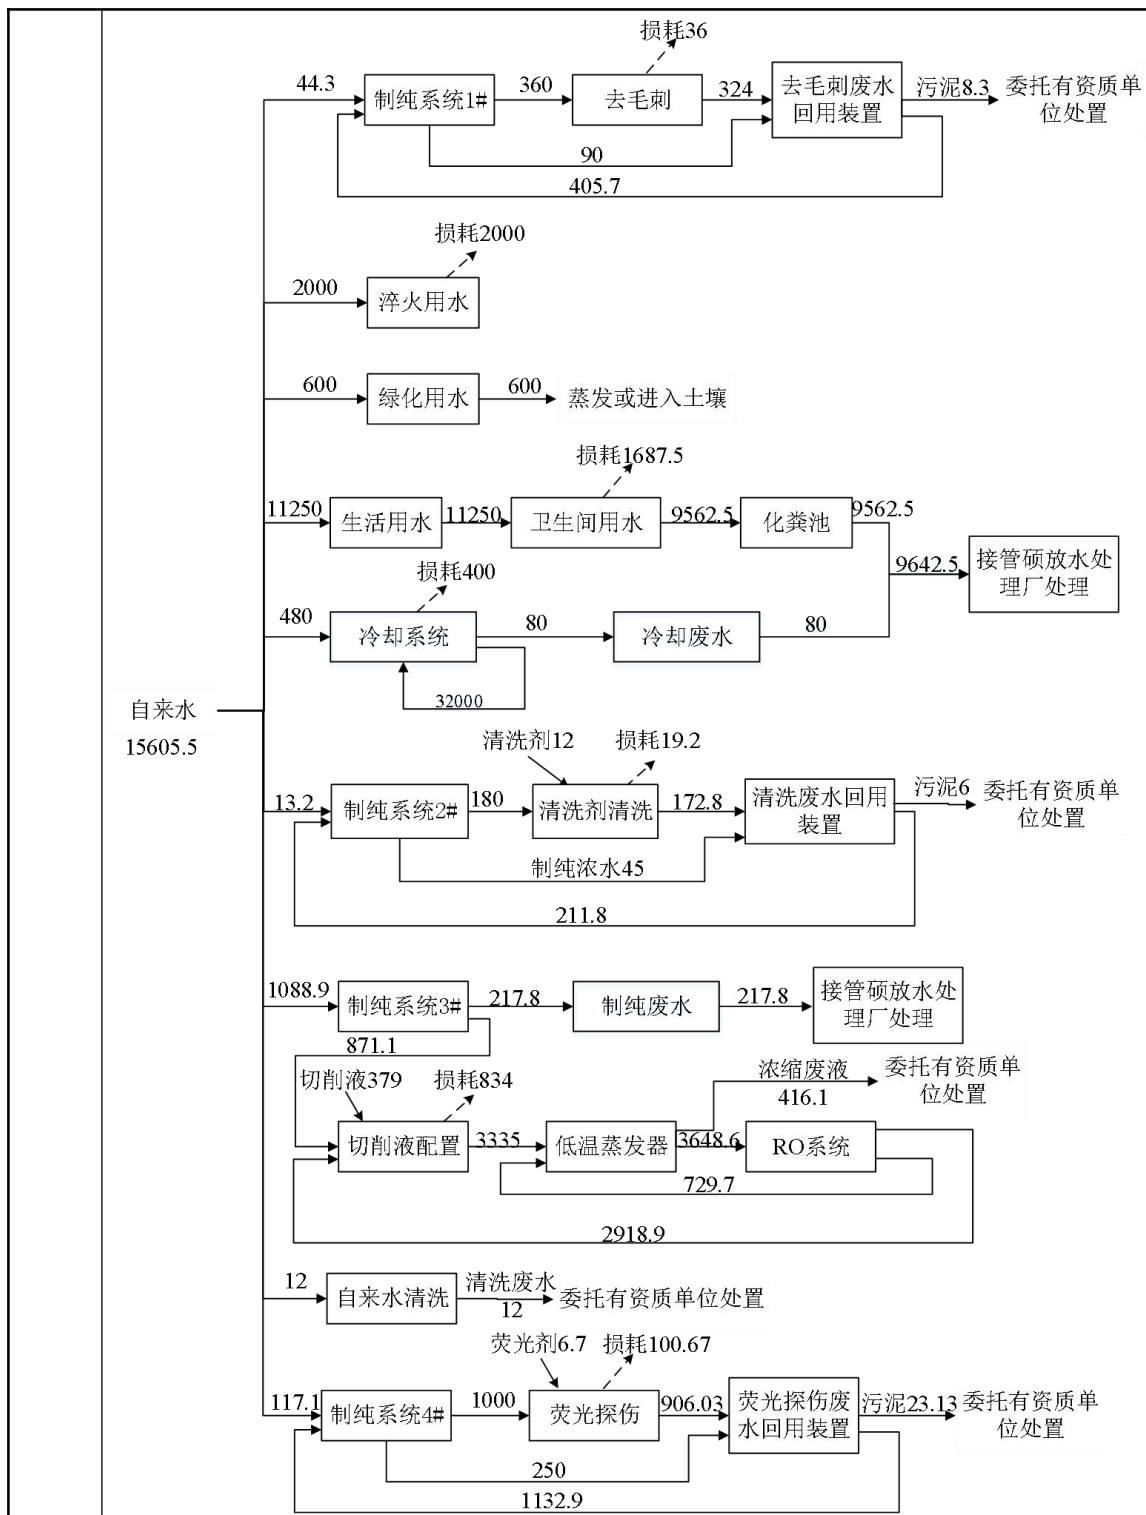 损耗36
44.3
制纯系统1#
360
去毛刺
324
去毛刺废水
回用装置
污泥8.3
委托有资质单
位处置
90
405.7
损耗2000
2000
淬火用水
600
绿化用水
600
蒸发或进入土壤
损耗1687.5
11250
生活用水
11250
卫生间用水
9562.5
化粪池
9562.5
9642.5
接管硕放水处
理厂处理
损耗400
480
冷却系统
80
冷却废水
80
32000
自来水
15605.5
清洗剂12
损耗19.2
13.2
制纯系统2#
180
清洗剂清洗
172.8
清洗废水回用
装置
污泥6
委托有资质单
位处置
制纯浓水45
211.8
1088.9
制纯系统3#
217.8
制纯废水
217.8
接管硕放水处
理厂处理
871.1
切削液379
损耗834
浓缩废液
416.1
委托有资质单
位处置
切削液配置
3335
低温蒸发器
3648.6
RO系统
729.7
2918.9
12
自来水清洗
清洗废水
12
委托有资质单位处置
荧光剂6.7
损耗100.67
117.1
制纯系统4#
1000
荧光探伤
906.03
荧光探伤废
水回用装置
污泥23.13
委托有资质单
位处置
250
1132.9